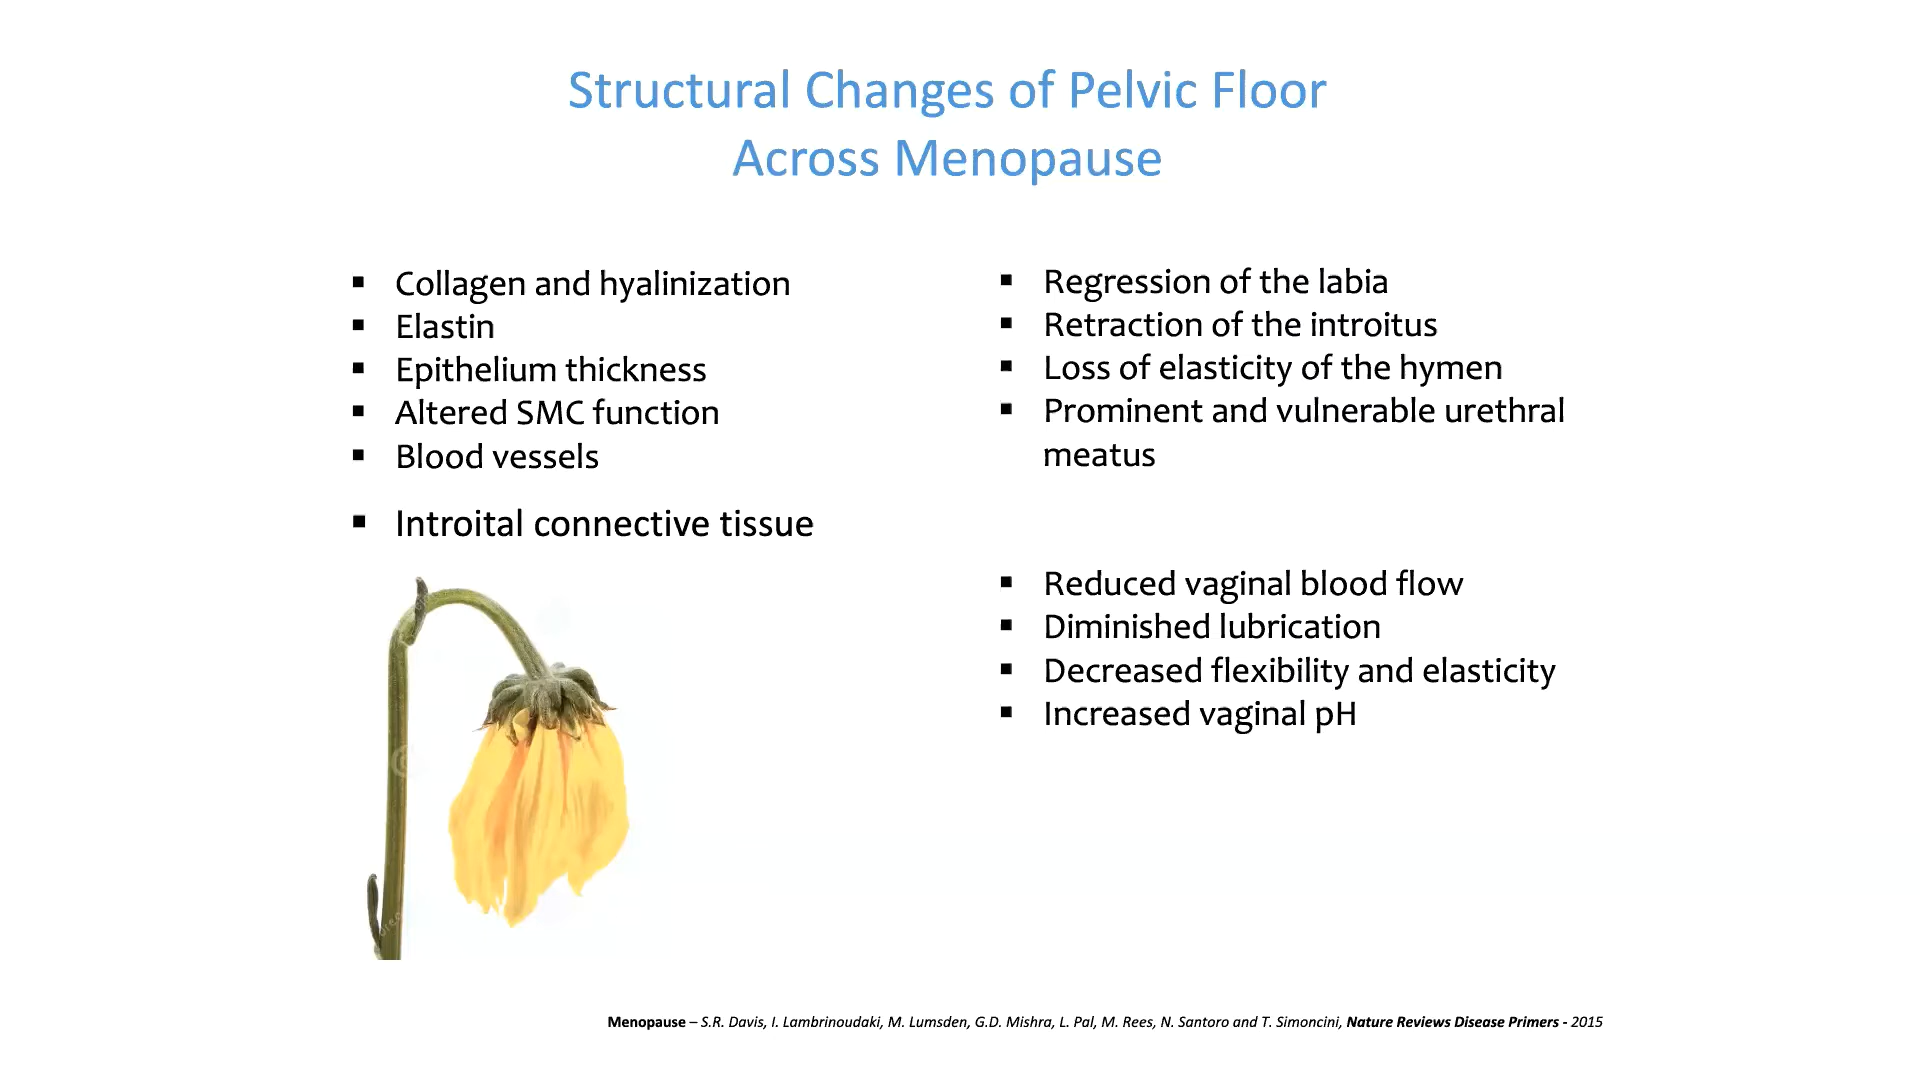 Structural Changes of Pelvic Floor
Across Menopause
▪ Collagen and hyalinization
▪ Elastin
▪ Epithelium thickness
▪ Altered SMC function
▪ Blood vessels
▪ Introital connective tissue
▪ Regression of the labia
▪ Retraction of the introitus
▪ Loss of elasticity of the hymen
▪ Prominent and vulnerable urethral
meatus
▪ Reduced vaginal blood flow
▪ Diminished lubrication
▪ Decreased flexibility and elasticity
▪ Increased vaginal pH
Menopause – S.R. Davis, I. Lambrinoudaki, M. Lumsden, G.D. Mishra, L. Pal, M. Rees, N. Santoro and T. Simoncini, Nature Reviews Disease Primers - 2015